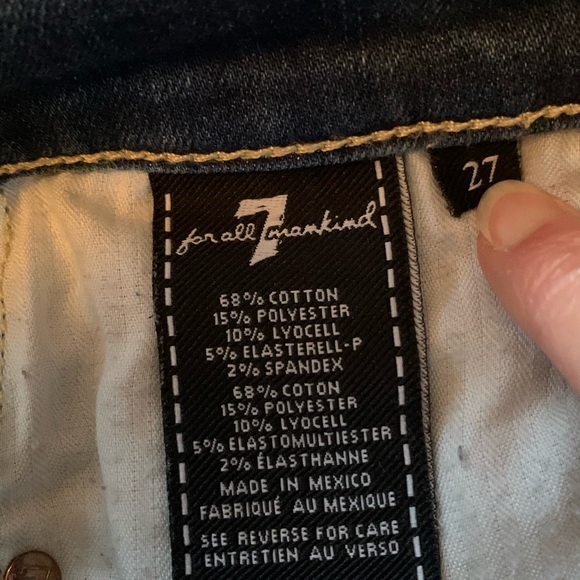 27
for all 7 mankind
68% COTTON
15% POLYESTER
10% LYOCELL
5% ELASTERELL-P
2% SPANDEX
68% COTON
15% POLYESTER
10% LYOCELL
5% ELASTOMULTIESTER
2% ÉLASTHANNE
MADE IN MEXICO
FABRIQUÉ AU MEXIQUE
SEE REVERSE FOR CARE
ENTRETIEN AU VERSO